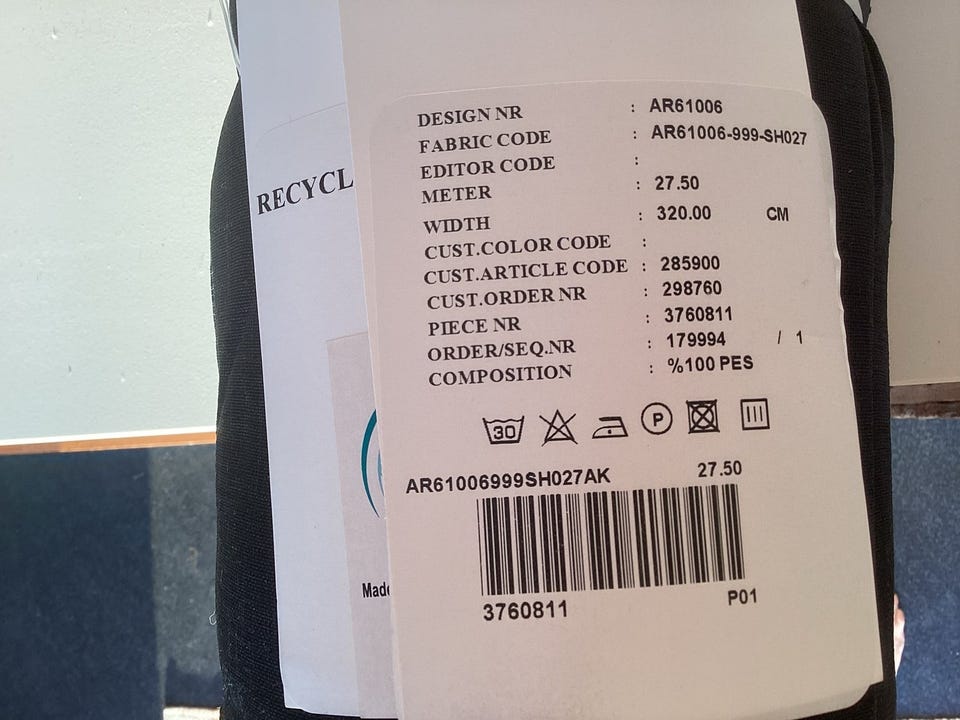 DESIGN NR : AR61006
FABRIC CODE : AR61006-999-SH027
EDITOR CODE :
METER : 27.50
WIDTH : 320.00 CM
CUST.COLOR CODE :
CUST.ARTICLE CODE : 285900
CUST.ORDER NR : 298760
PIECE NR : 3760811
ORDER/SEQ.NR : 179994 / 1
COMPOSITION : %100 PES
30 P
AR61006999SH027AK 27.50
3760811 P01
RECYCL
Made